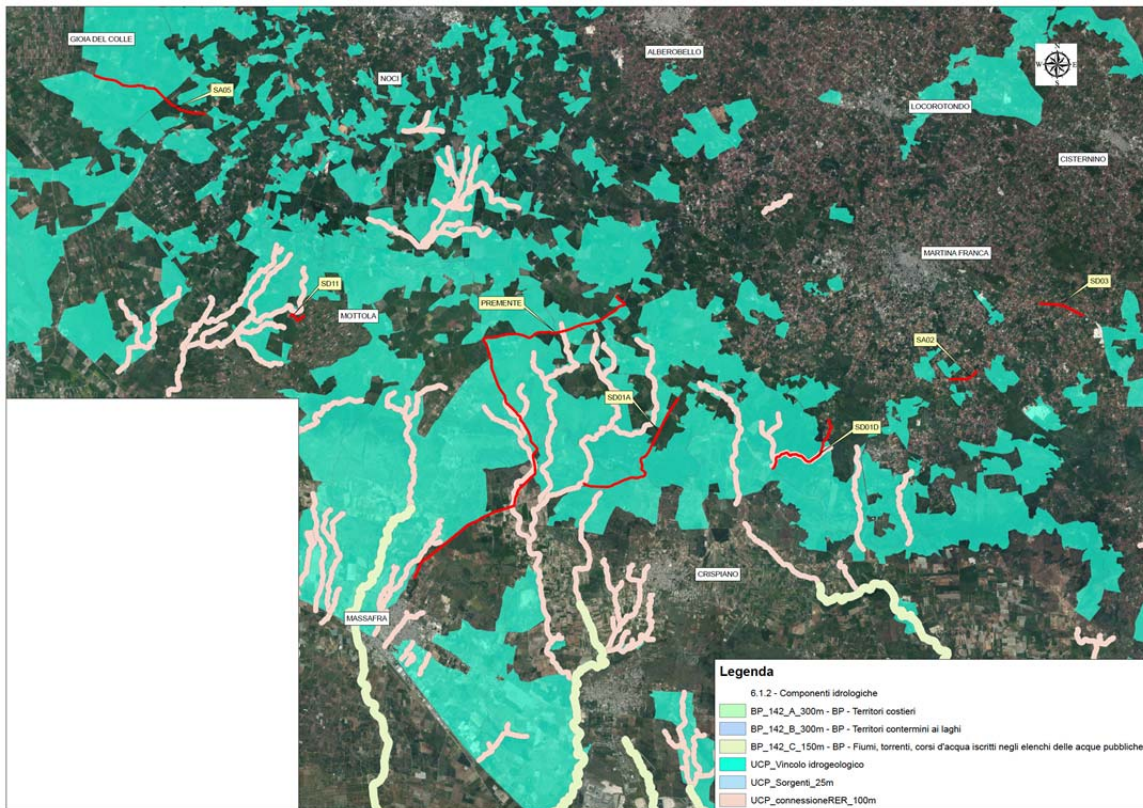 GIOIA DEL COLLE
ALBEROBELLO
N
W E
S
NOCI
SA05
LOCOROTONDO
CISTERNINO
MARTINA FRANCA
SD11
SD03
PREMENTE
MOTTOLA
SA02
SD01A
SD01D
CRISPIANO
MASSAFRA
Legenda
6.1.2 - Componenti idrologiche
BP_142_A_300m - BP - Territori costieri
BP_142_B_300m - BP - Territori contermini ai laghi
BP_142_C_150m - BP - Fiumi, torrenti, corsi d'acqua iscritti negli elenchi delle acque pubbliche
UCP_Vincolo idrogeologico
UCP_Sorgenti_25m
UCP_connessioneRER_100m